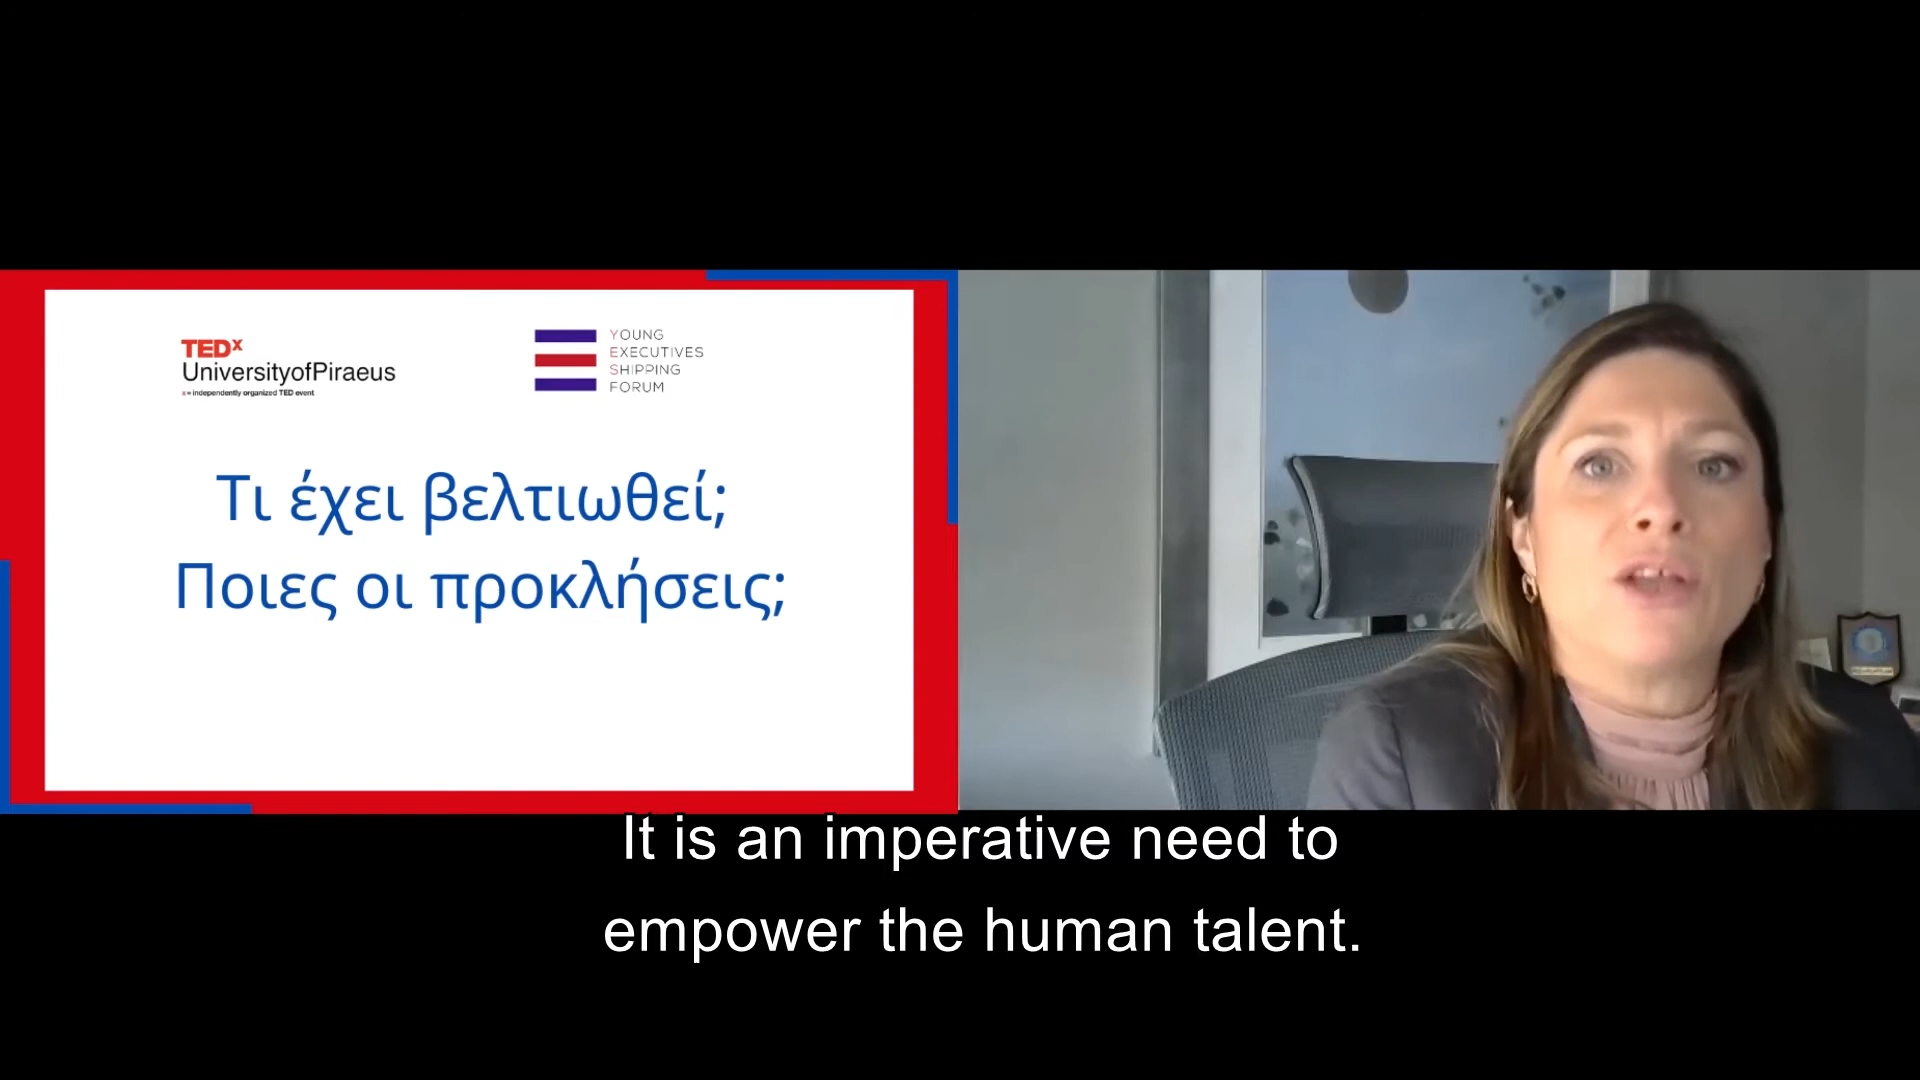 TEDx
UniversityofPiraeus
x = independently organized TED event
YOUNG
EXECUTIVES
SHIPPING
FORUM
Τι έχει βελτιωθεί;
Ποιες οι προκλήσεις;
It is an imperative need to
empower the human talent.